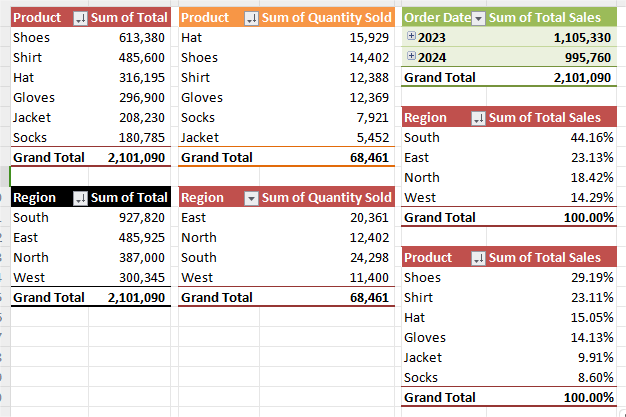 Product Sum of Total
Shoes 613,380
Shirt 485,600
Hat 316,195
Gloves 296,900
Jacket 208,230
Socks 180,785
Grand Total 2,101,090
Product Sum of Quantity Sold
Hat 15,929
Shoes 14,402
Shirt 12,388
Gloves 12,369
Socks 7,921
Jacket 5,452
Grand Total 68,461
Order Date Sum of Total Sales
2023 1,105,330
2024 995,760
Grand Total 2,101,090
Region Sum of Total Sales
South 44.16%
East 23.13%
North 18.42%
West 14.29%
Grand Total 100.00%
Region Sum of Total
South 927,820
East 485,925
North 387,000
West 300,345
Grand Total 2,101,090
Region Sum of Quantity Sold
East 20,361
North 12,402
South 24,298
West 11,400
Grand Total 68,461
Product Sum of Total Sales
Shoes 29.19%
Shirt 23.11%
Hat 15.05%
Gloves 14.13%
Jacket 9.91%
Socks 8.60%
Grand Total 100.00%